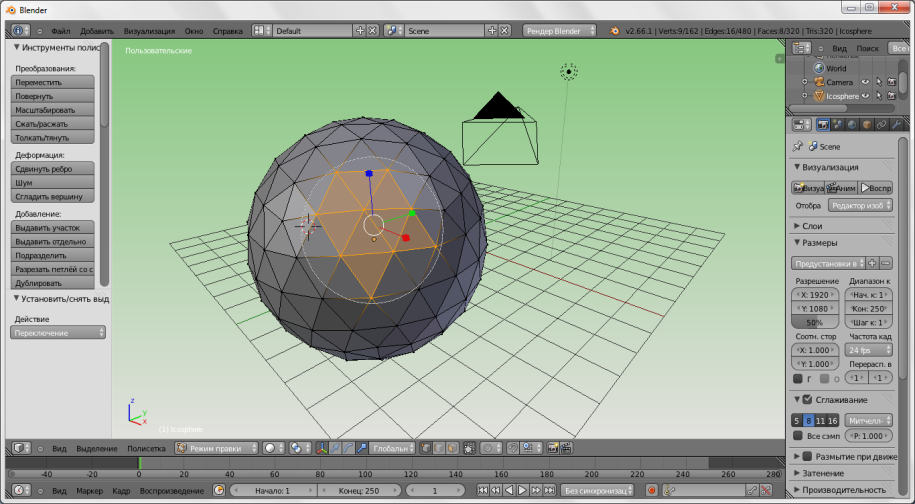 Blender
Файл Добавить Визуализация Окно Справка Default Scene Рендер Blender v2.66.1 | Verts:9/162 | Edges:16/480 | Faces:8/320 | Tris:320 | Icosphere
Инструменты полис
Преобразования:
Переместить
Повернуть
Масштабировать
Сжать/разжать
Толкать/тянуть
Деформация:
Сдвинуть ребро
Шум
Сгладить вершину
Добавление:
Выдавить участок
Выдавить отдельно
Подразделить
Разрезать петлёй со с
Дублировать
Установить/снять выд
Действие
Переключение
Пользовательские
z
y
x
(1) Icosphere
Вид Выделение Полисетка Режим правки Глобальн
-40 -20 0 20 40 60 80 100 120 140 160 180 200 220 240 260 280
Вид Маркер Кадр Воспроизведение Начало: 1 Конец: 250 1 Без синхронизац
Вид Поиск Все
World
Camera
Icosphere
Scene
Визуализация
Визуа Аним Воспр
Отобра Редактор изоб
Слои
Размеры
Предустановки в
Разрешение Диапазон к
X: 1920 Нач. к: 1
Y: 1080 Кон: 250
50% Шаг к: 1
Соотн. стор Частота кад
X: 1.000 24 fps
Y: 1.000 Перерасп. в
1 1
Сглаживание
5 8 11 16 Митчелл-
Все сэмп Р: 1.000
Размытие при движе
Затенение
Производительность